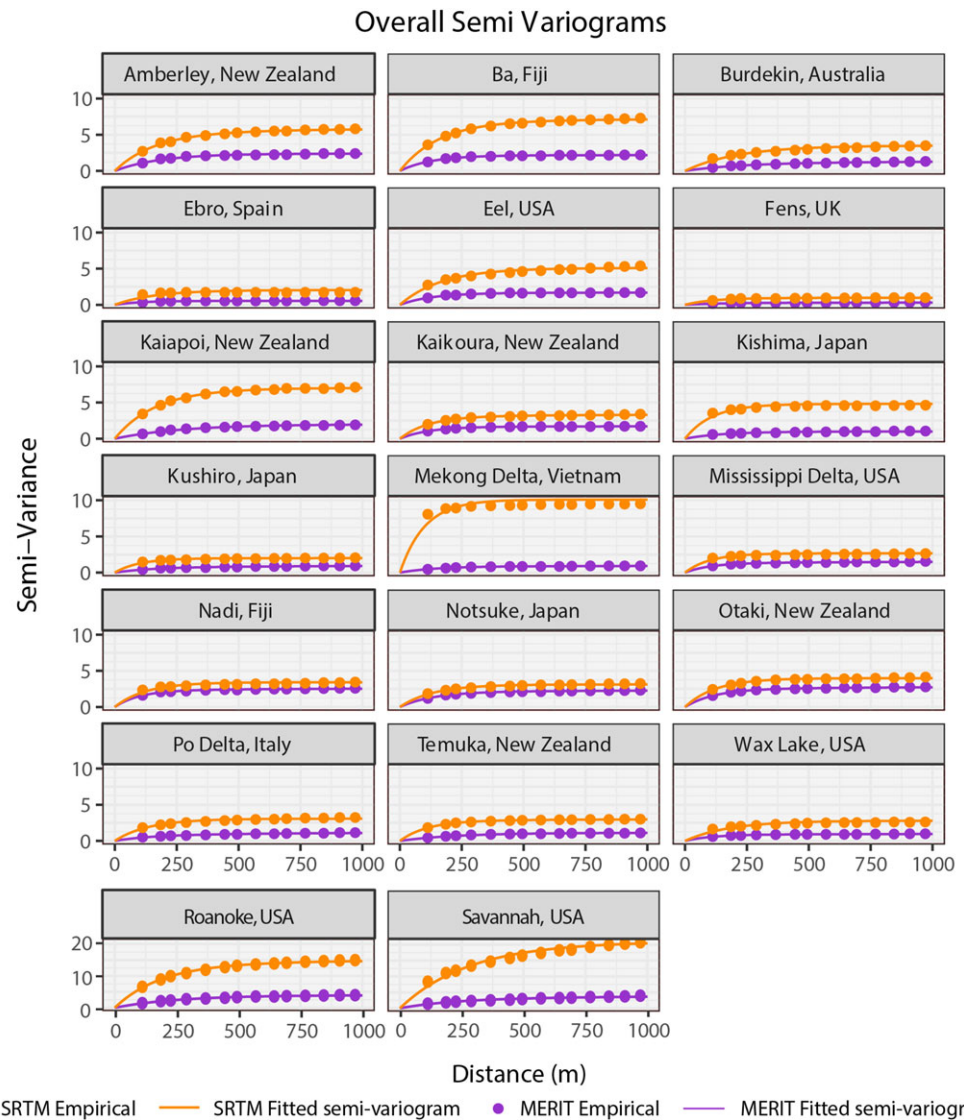 Overall Semi Variograms
Amberley, New Zealand
Ba, Fiji
Burdekin, Australia
10
5
0
Ebro, Spain
Eel, USA
Fens, UK
10
5
0
Kaiapoi, New Zealand
Kaikoura, New Zealand
Kishima, Japan
10
5
0
Kushiro, Japan
Mekong Delta, Vietnam
Mississippi Delta, USA
10
5
0
Nadi, Fiji
Notsuke, Japan
Otaki, New Zealand
10
5
0
Po Delta, Italy
Temuka, New Zealand
Wax Lake, USA
10
5
0
0 250 500 750 1000
0 250 500 750 1000
0 250 500 750 1000
Roanoke, USA
Savannah, USA
20
10
0
0 250 500 750 1000
0 250 500 750 1000
Semi–Variance
Distance (m)
SRTM Empirical SRTM Fitted semi-variogram MERIT Empirical MERIT Fitted semi-variogr